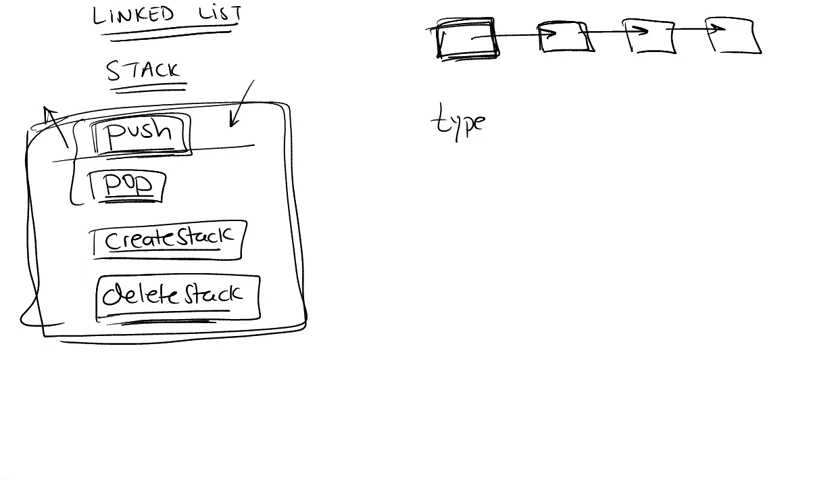 LINKED LIST
STACK
push
pop
createstack
deletestack
type